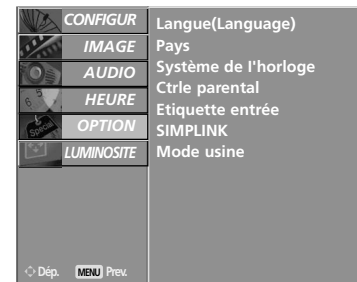 CONFIGUR
IMAGE
AUDIO
HEURE
OPTION
LUMINOSITE
Langue(Language)
Pays
Système de l'horloge
Ctrle parental
Etiquette entrée
SIMPLINK
Mode usine
Dép. MENU Prev.